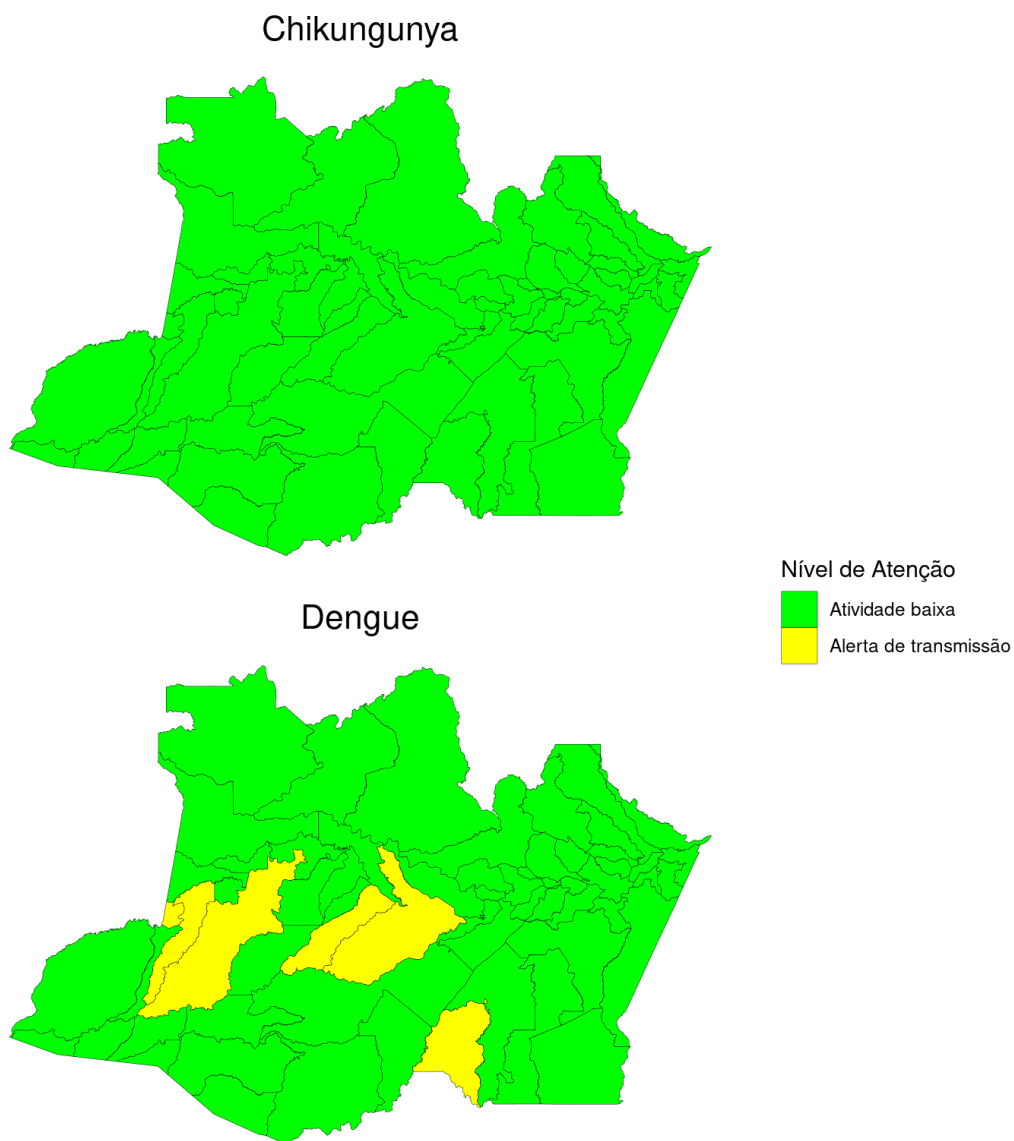 Chikungunya
Nível de Atenção
Atividade baixa
Alerta de transmissão
Dengue